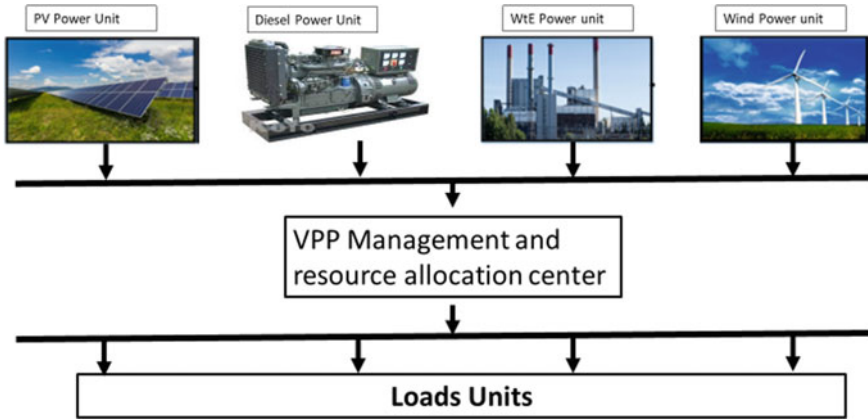 PV Power Unit
Diesel Power Unit
WtE Power unit
Wind Power unit
VPP Management and
resource allocation center
Loads Units